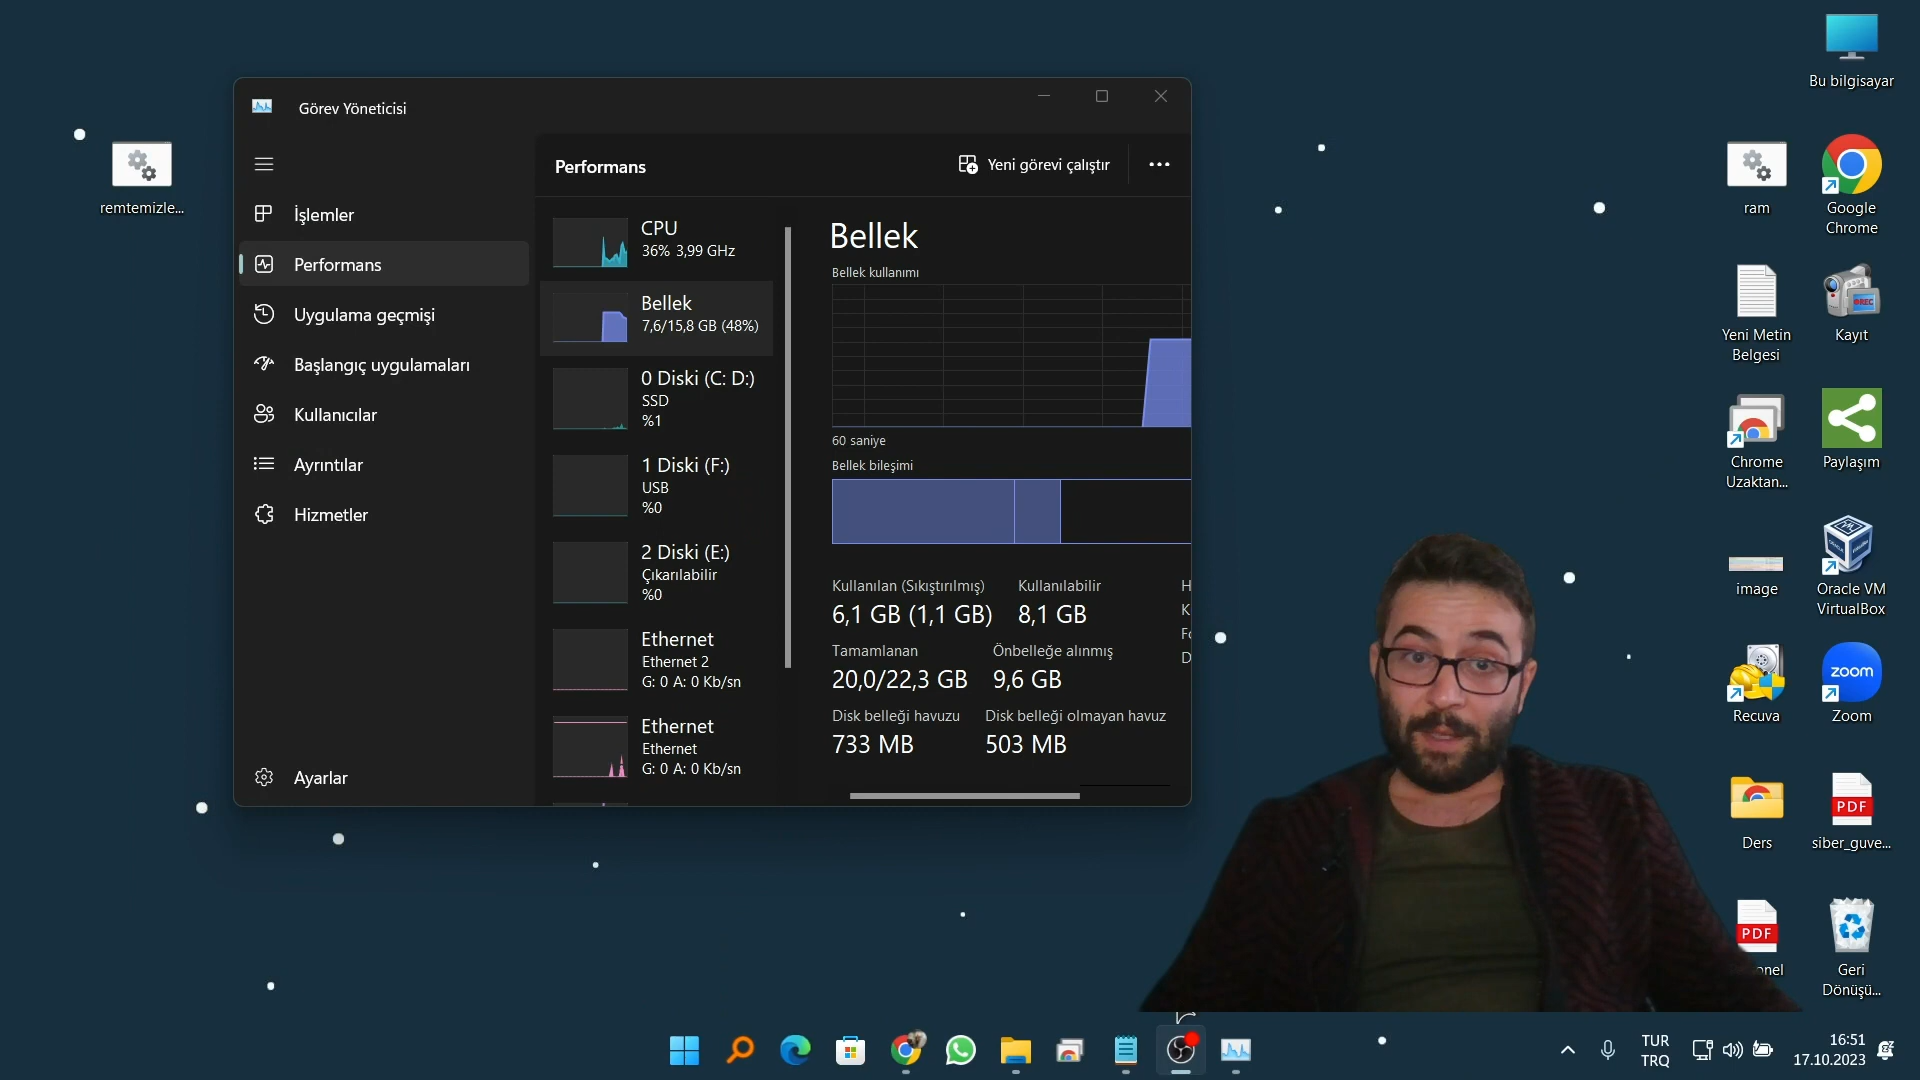 Görev Yöneticisi
Performans
Yeni görevi çalıştır
İşlemler
Performans
Uygulama geçmişi
Başlangıç uygulamaları
Kullanıcılar
Ayrıntılar
Hizmetler
Ayarlar
CPU
36% 3,99 GHz
Bellek
7,6/15,8 GB (48%)
0 Diski (C: D:)
SSD
%1
1 Diski (F:)
USB
%0
2 Diski (E:)
Çıkarılabilir
%0
Ethernet
Ethernet 2
G: 0 A: 0 Kb/sn
Ethernet
Ethernet
G: 0 A: 0 Kb/sn
Bellek
Bellek kullanımı
60 saniye
Bellek bileşimi
Kullanılan (Sıkıştırılmış)
6,1 GB (1,1 GB)
Kullanılabilir
8,1 GB
Tamamlanan
20,0/22,3 GB
Önbelleğe alınmış
9,6 GB
Disk belleği havuzu
733 MB
Disk belleği olmayan havuz
503 MB
remtemizle...
Bu bilgisayar
ram
Google
Chrome
Yeni Metin
Belgesi
REC
Kayıt
Chrome
Uzaktan...
Paylaşım
image
Oracle VM
VirtualBox
Recuva
zoom
Zoom
Ders
PDF
siber_guve...
PDF
Geri
Dönüşü...
TUR
TRQ
16:51
17.10.2023